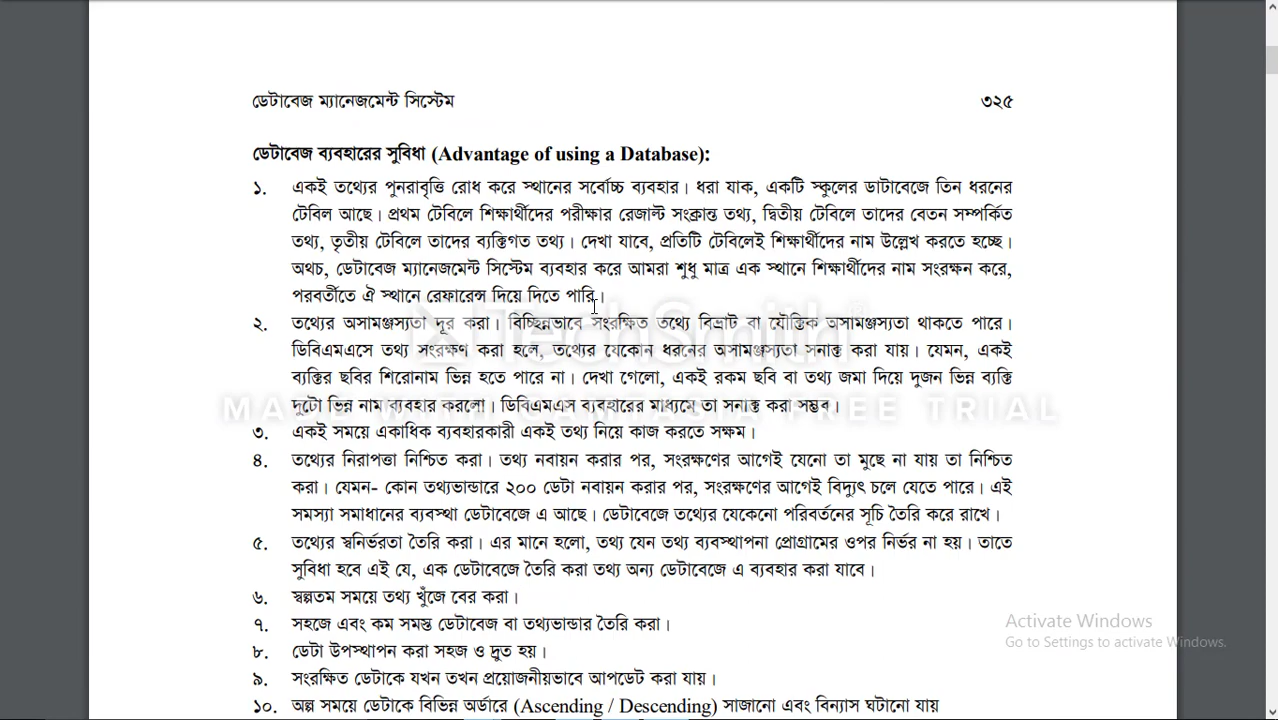 ডেটাবেজ ম্যানেজমেন্ট সিস্টেম ৩২৫
ডেটাবেজ ব্যবহারের সুবিধা (Advantage of using a Database):
১. একই তথ্যের পুনরাবৃত্তি রোধ করে স্থানের সর্বোচ্চ ব্যবহার। ধরা যাক, একটি স্কুলের ডাটাবেজে তিন ধরনের
টেবিল আছে। প্রথম টেবিলে শিক্ষার্থীদের পরীক্ষার রেজাল্ট সংক্রান্ত তথ্য, দ্বিতীয় টেবিলে তাদের বেতন সম্পর্কিত
তথ্য, তৃতীয় টেবিলে তাদের ব্যক্তিগত তথ্য। দেখা যাবে, প্রতিটি টেবিলেই শিক্ষার্থীদের নাম উল্লেখ করতে হচ্ছে।
অথচ, ডেটাবেজ ম্যানেজমেন্ট সিস্টেম ব্যবহার করে আমরা শুধু মাত্র এক স্থানে শিক্ষার্থীদের নাম সংরক্ষন করে,
পরবর্তীতে ঐ স্থানে রেফারেন্স দিয়ে দিতে পারি।
২. তথ্যের অসামঞ্জস্যতা দূর করা। বিচ্ছিন্নভাবে সংরক্ষিত তথ্যে বিভ্রাট বা যৌক্তিক অসামঞ্জস্যতা থাকতে পারে।
ডিবিএমএসে তথ্য সংরক্ষণ করা হলে, তথ্যের যেকোন ধরনের অসামঞ্জস্যতা সনাক্ত করা যায়। যেমন, একই
ব্যক্তির ছবির শিরোনাম ভিন্ন হতে পারে না। দেখা গেলো, একই রকম ছবি বা তথ্য জমা দিয়ে দুজন ভিন্ন ব্যক্তি
দুটো ভিন্ন নাম ব্যবহার করলো। ডিবিএমএস ব্যবহারের মাধ্যমে তা সনাক্ত করা সম্ভব।
৩. একই সময়ে একাধিক ব্যবহারকারী একই তথ্য নিয়ে কাজ করতে সক্ষম।
৪. তথ্যের নিরাপত্তা নিশ্চিত করা। তথ্য নবায়ন করার পর, সংরক্ষণের আগেই যেনো তা মুছে না যায় তা নিশ্চিত
করা। যেমন- কোন তথ্যভান্ডারে ২০০ ডেটা নবায়ন করার পর, সংরক্ষণের আগেই বিদ্যুৎ চলে যেতে পারে। এই
সমস্যা সমাধানের ব্যবস্থা ডেটাবেজে এ আছে। ডেটাবেজে তথ্যের যেকেনো পরিবর্তনের সূচি তৈরি করে রাখে।
৫. তথ্যের স্বনির্ভরতা তৈরি করা। এর মানে হলো, তথ্য যেন তথ্য ব্যবস্থাপনা প্রোগ্রামের ওপর নির্ভর না হয়। তাতে
সুবিধা হবে এই যে, এক ডেটাবেজে তৈরি করা তথ্য অন্য ডেটাবেজে এ ব্যবহার করা যাবে।
৬. স্বল্পতম সময়ে তথ্য খুঁজে বের করা।
৭. সহজে এবং কম সময় ডেটাবেজ বা তথ্যভান্ডার তৈরি করা।
৮. ডেটা উপস্থাপন করা সহজ ও দ্রুত হয়।
৯. সংরক্ষিত ডেটাকে যখন তখন প্রয়োজনীয়ভাবে আপডেট করা যায়।
১০. অল্প সময়ে ডেটাকে বিভিন্ন অর্ডারে (Ascending / Descending) সাজানো এবং বিন্যাস ঘটানো যায়
TechSmith
MADE WITH CAMTASIA FREE TRIAL
Activate Windows
Go to Settings to activate Windows.